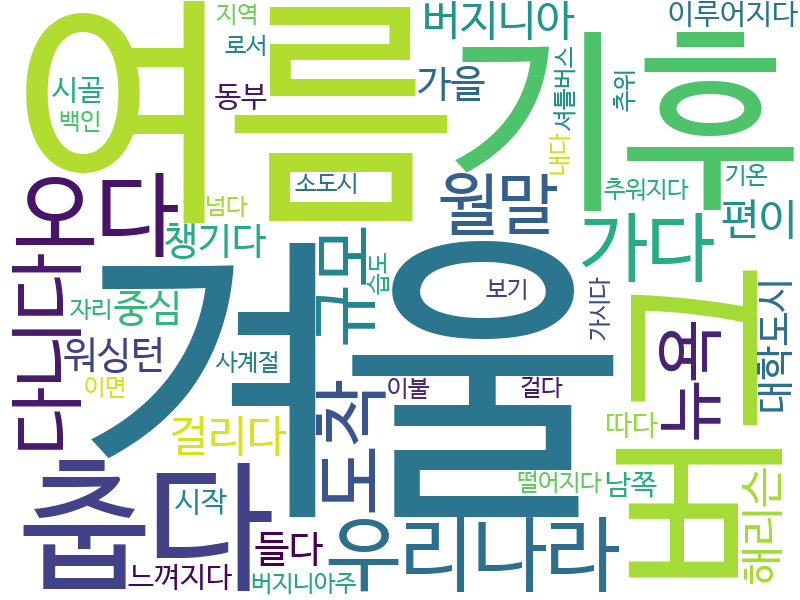 지역
버지니아
이루어지다
로서
여름
기후
시골
동부
가을
셔틀버스
추위
백인
내다
소도시
추워지다
기온
오다
넘다
월말
가다
편이
챙기다
규모
습도
겨울
보기
가시다
버스
뉴욕
대학도시
다니다
자리
중심
워싱턴
사계절
이면
이불
걸다
도착
걸리다
따다
춥다
시작
떨어지다
남쪽
해리슨
우리나라
들다
느껴지다
버지니아주